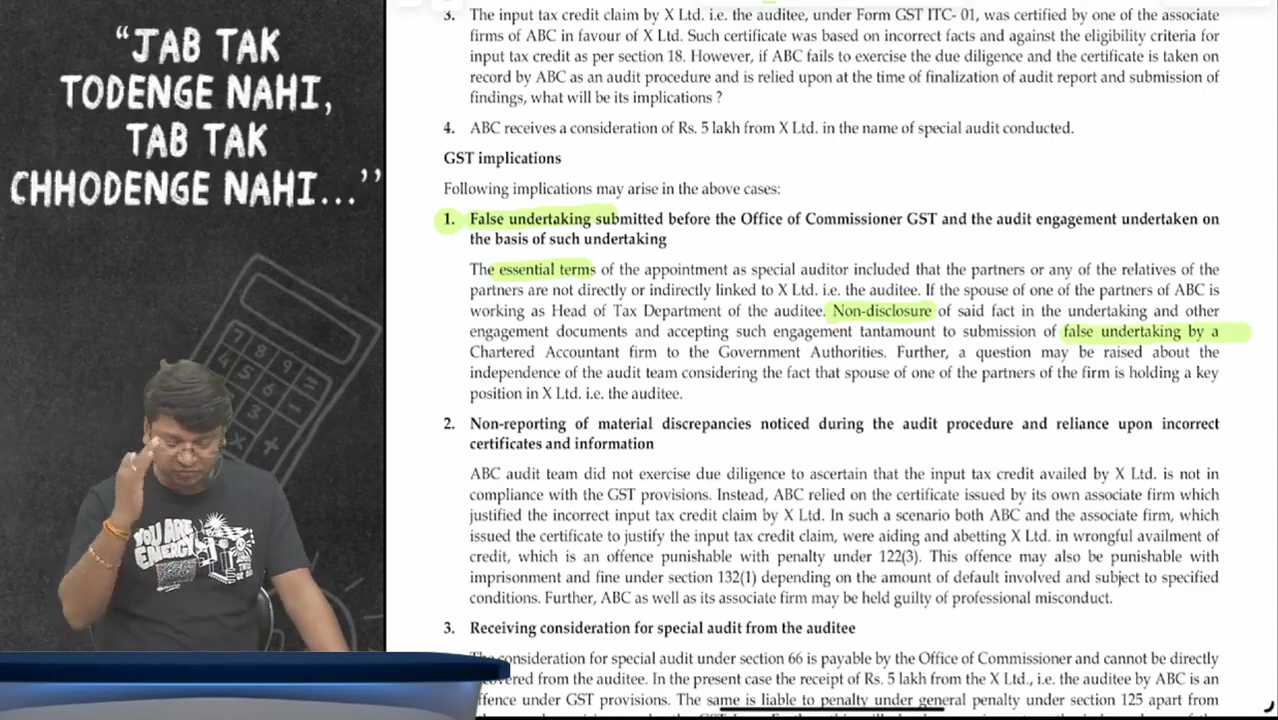 “JAB TAK
TODENGE NAHI,
TAB TAK
CHHODENGE NAHI...’’
3. The input tax credit claim by X Ltd. i.e. the auditee, under Form GST ITC- 01, was certified by one of the associate
firms of ABC in favour of X Ltd. Such certificate was based on incorrect facts and against the eligibility criteria for
input tax credit as per section 18. However, if ABC fails to exercise the due diligence and the certificate is taken on
record by ABC as an audit procedure and is relied upon at the time of finalization of audit report and submission of
findings, what will be its implications ?
4. ABC receives a consideration of Rs. 5 lakh from X Ltd. in the name of special audit conducted.
GST implications
Following implications may arise in the above cases:
1. False undertaking submitted before the Office of Commissioner GST and the audit engagement undertaken on
the basis of such undertaking
The essential terms of the appointment as special auditor included that the partners or any of the relatives of the
partners are not directly or indirectly linked to X Ltd. i.e. the auditee. If the spouse of one of the partners of ABC is
working as Head of Tax Department of the auditee. Non-disclosure of said fact in the undertaking and other
engagement documents and accepting such engagement tantamount to submission of false undertaking by a
Chartered Accountant firm to the Government Authorities. Further, a question may be raised about the
independence of the audit team considering the fact that spouse of one of the partners of the firm is holding a key
position in X Ltd. i.e. the auditee.
2. Non-reporting of material discrepancies noticed during the audit procedure and reliance upon incorrect
certificates and information
ABC audit team did not exercise due diligence to ascertain that the input tax credit availed by X Ltd. is not in
compliance with the GST provisions. Instead, ABC relied on the certificate issued by its own associate firm which
justified the incorrect input tax credit claim by X Ltd. In such a scenario both ABC and the associate firm, which
issued the certificate to justify the input tax credit claim, were aiding and abetting X Ltd. in wrongful availment of
credit, which is an offence punishable with penalty under 122(3). This offence may also be punishable with
imprisonment and fine under section 132(1) depending on the amount of default involved and subject to specified
conditions. Further, ABC as well as its associate firm may be held guilty of professional misconduct.
3. Receiving consideration for special audit from the auditee
consideration for special audit under section 66 is payable by the Office of Commissioner and cannot be directly
from the auditee. In the present case the receipt of Rs. 5 lakh from the X Ltd., i.e. the auditee by ABC is an
offence under GST provisions. The same is liable to penalty under general penalty under section 125 apart from
7 8 9
4 5 6
3
YOU ARE
ENERGY